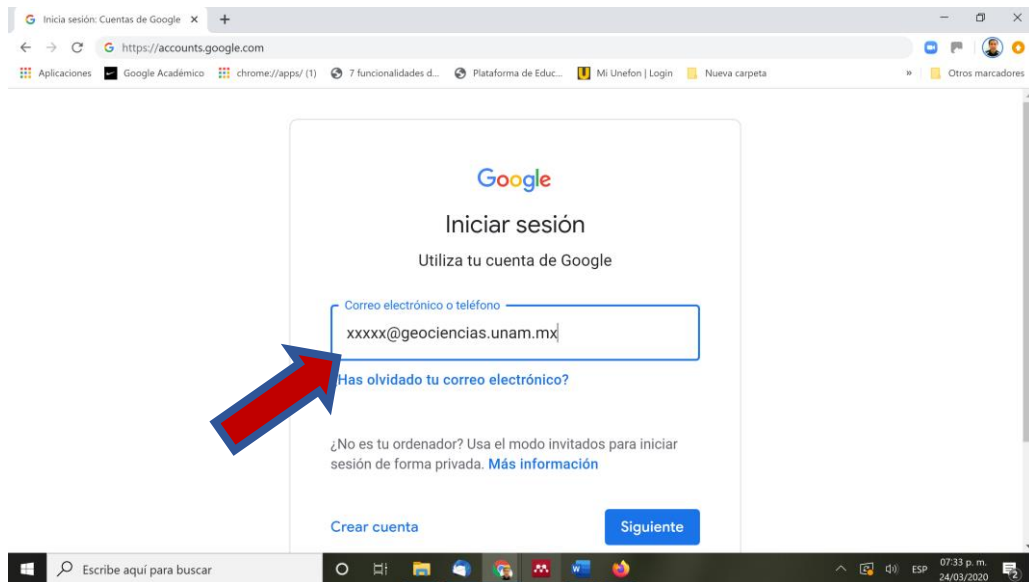 Inicia sesión: Cuentas de Google
https://accounts.google.com
Aplicaciones Google Académico chrome://apps/ (1) 7 funcionalidades d... Plataforma de Educ... Mi Unefon | Login Nueva carpeta » Otros marcadores
Google
Iniciar sesión
Utiliza tu cuenta de Google
Correo electrónico o teléfono
xxxxx@geociencias.unam.mx
Has olvidado tu correo electrónico?
¿No es tu ordenador? Usa el modo invitados para iniciar
sesión de forma privada. Más información
Crear cuenta Siguiente
Escribe aquí para buscar ESP 07:33 p. m.
24/03/2020